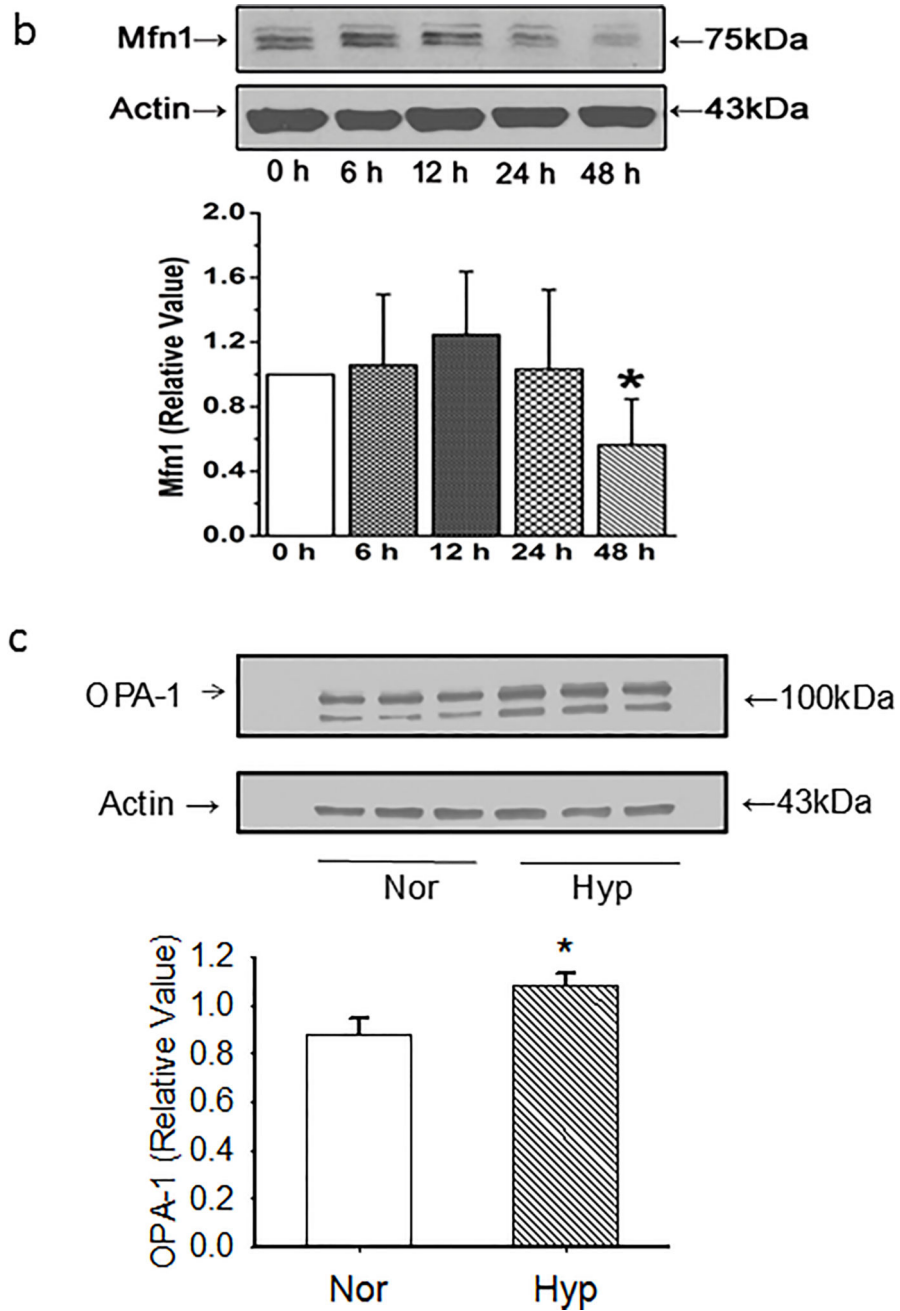 b
Mfn1→ ←75kDa
Actin→ ←43kDa
0 h 6 h 12 h 24 h 48 h
2.0
1.6
1.2
0.8
0.4
0.0
Mfn1 (Relative Value)
*
0 h 6 h 12 h 24 h 48 h
c
OPA-1 → ←100kDa
Actin → ←43kDa
Nor Hyp
1.2
1.0
0.8
0.6
0.4
0.2
0.0
OPA-1 (Relative Value)
*
Nor Hyp